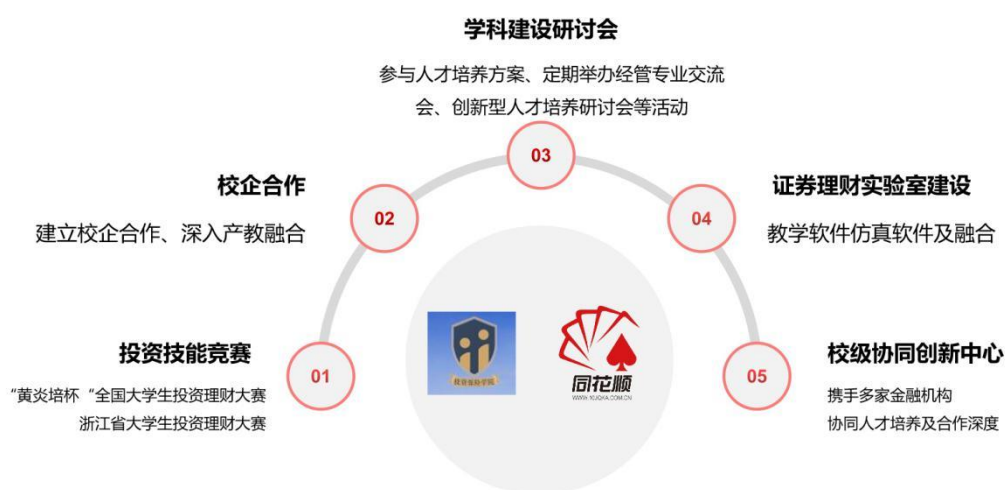 学科建设研讨会
参与人才培养方案、定期举办经管专业交流
会、创新型人才培养研讨会等活动
03
校企合作
建立校企合作、深入产教融合
02
证券理财实验室建设
教学软件仿真软件及融合
04
投资技能竞赛
“黄炎培杯“全国大学生投资理财大赛
浙江省大学生投资理财大赛
01
同花顺
WWW.10JQKA.COM.CN
校级协同创新中心
携手多家金融机构
协同人才培养及合作深度
05